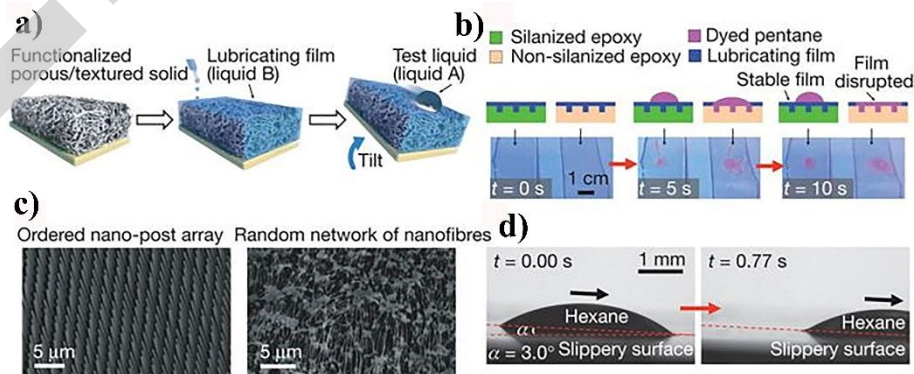 a)
Functionalized
porous/textured solid
Lubricating film
(liquid B)
Test liquid
(liquid A)
Tilt
b)
Silanized epoxy
Dyed pentane
Non-silanized epoxy
Lubricating film
Stable film
Film
disrupted
t = 0 s
1 cm
t = 5 s
t = 10 s
c)
Ordered nano-post array
Random network of nanofibres
5 μm
5 μm
d)
t = 0.00 s
1 mm
t = 0.77 s
Hexane
Hexane
α
α = 3.0°
Slippery surface
Slippery surface